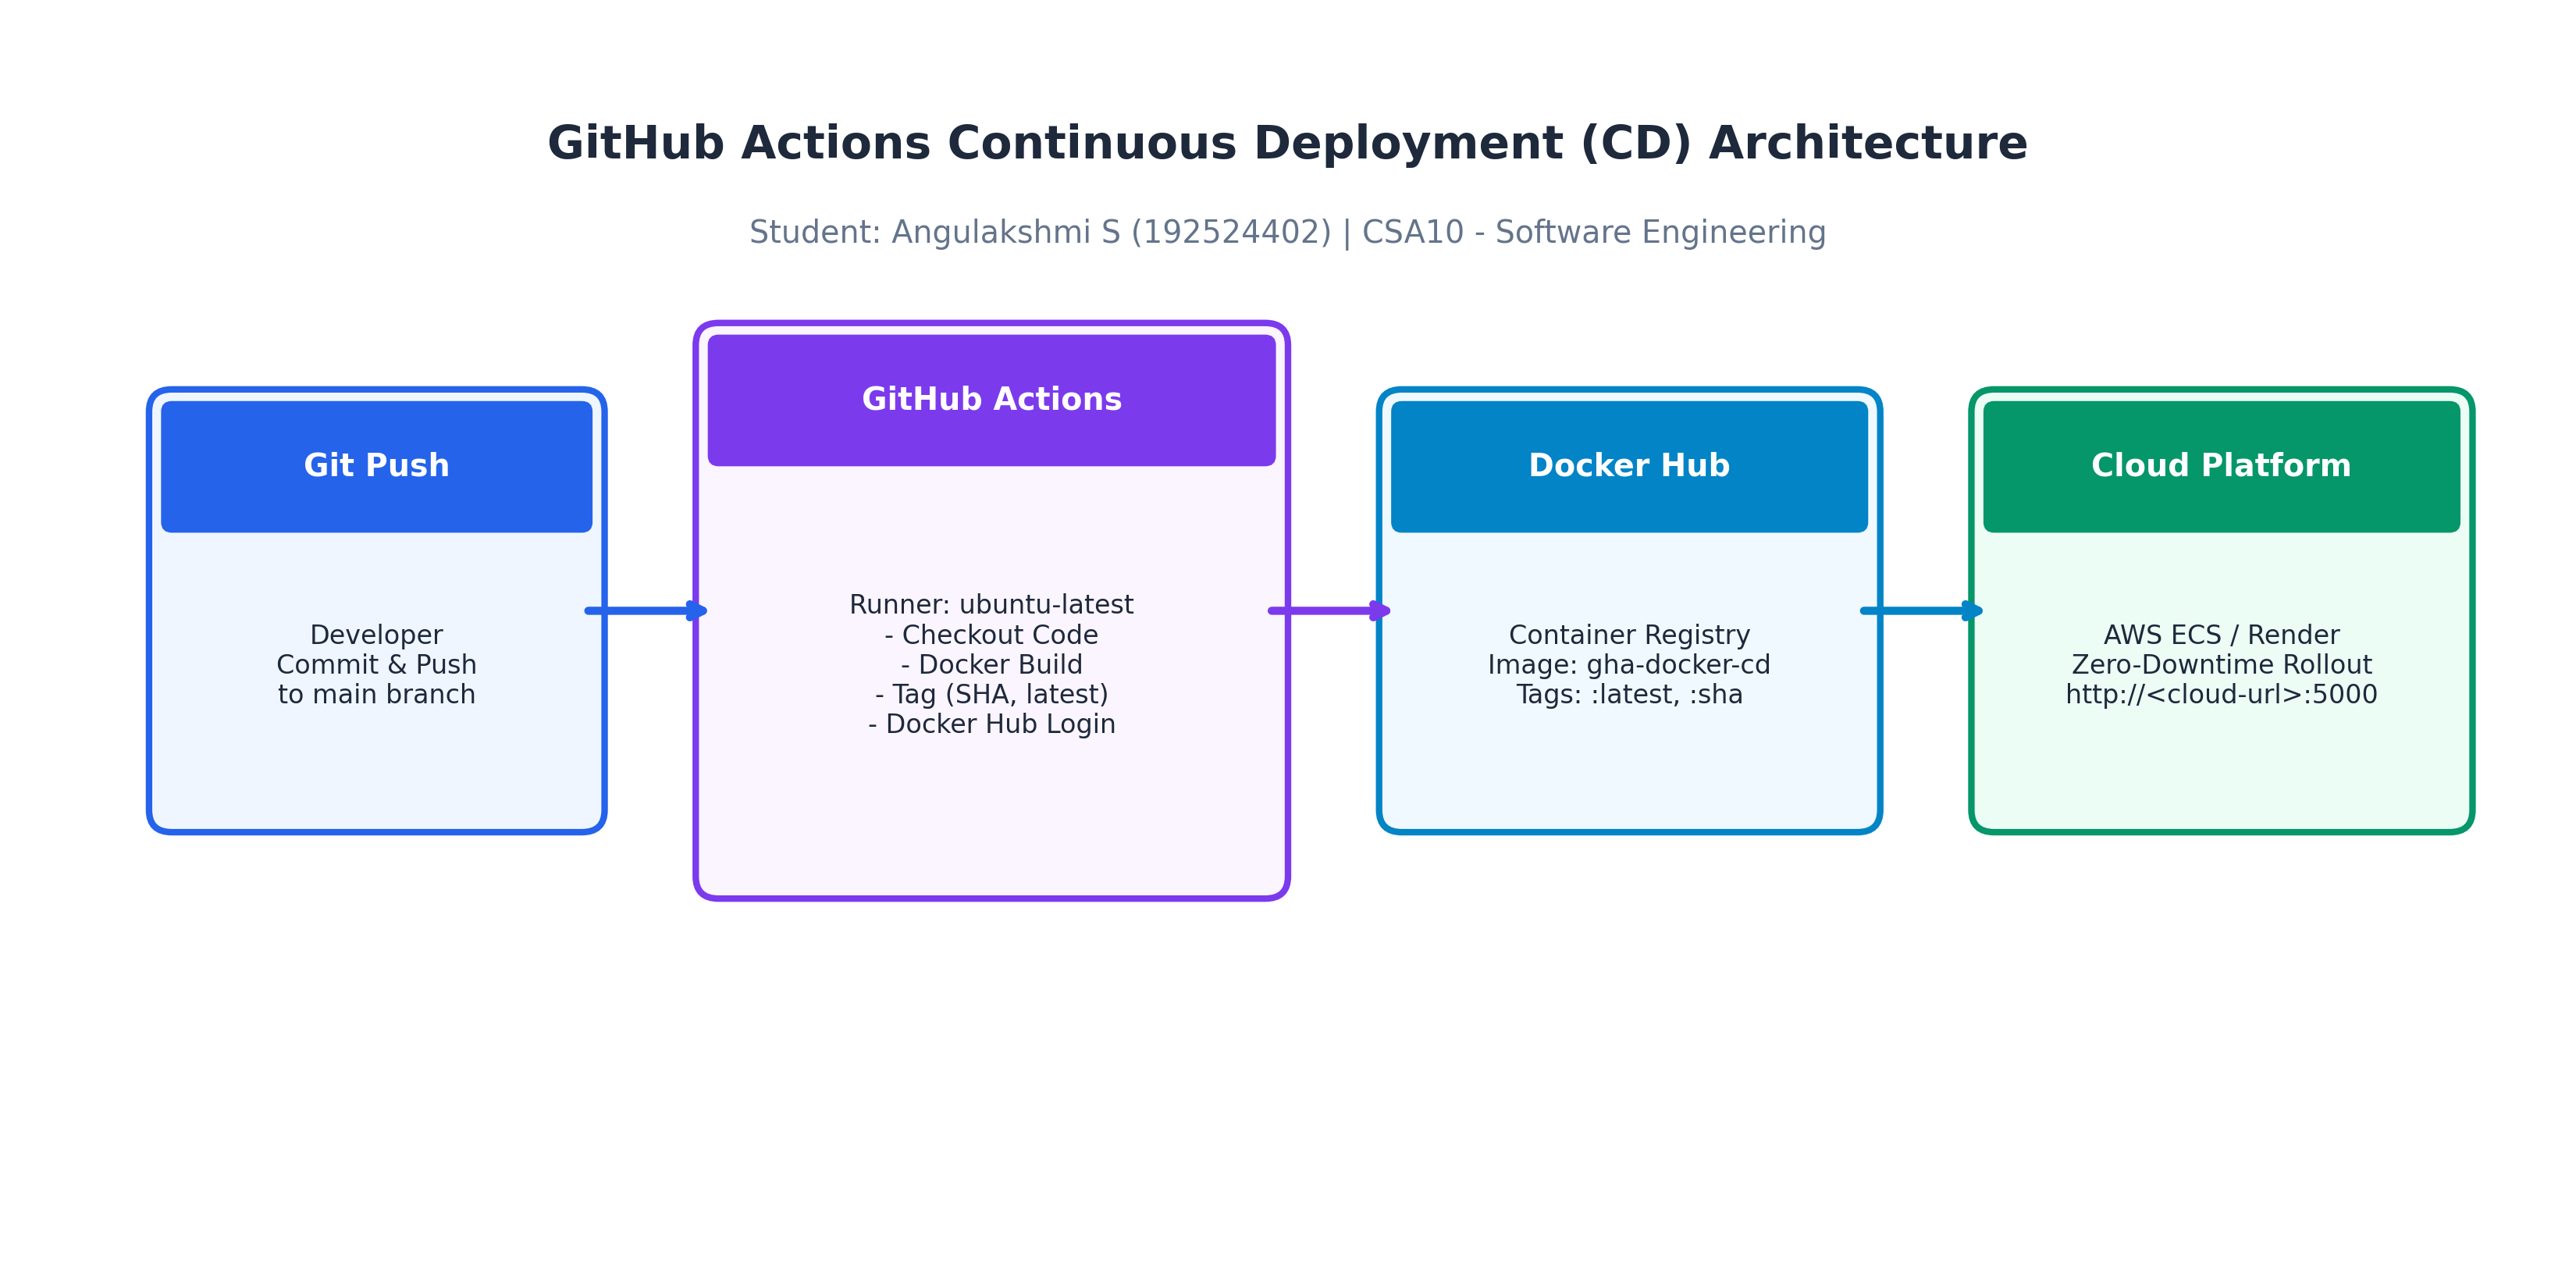 GitHub Actions Continuous Deployment (CD) Architecture
Student: Angulakshmi S (192524402) | CSA10 - Software Engineering
Git Push
Developer
Commit & Push
to main branch
GitHub Actions
Runner: ubuntu-latest
- Checkout Code
- Docker Build
- Tag (SHA, latest)
- Docker Hub Login
Docker Hub
Container Registry
Image: gha-docker-cd
Tags: :latest, :sha
Cloud Platform
AWS ECS / Render
Zero-Downtime Rollout
http://<cloud-url>:5000